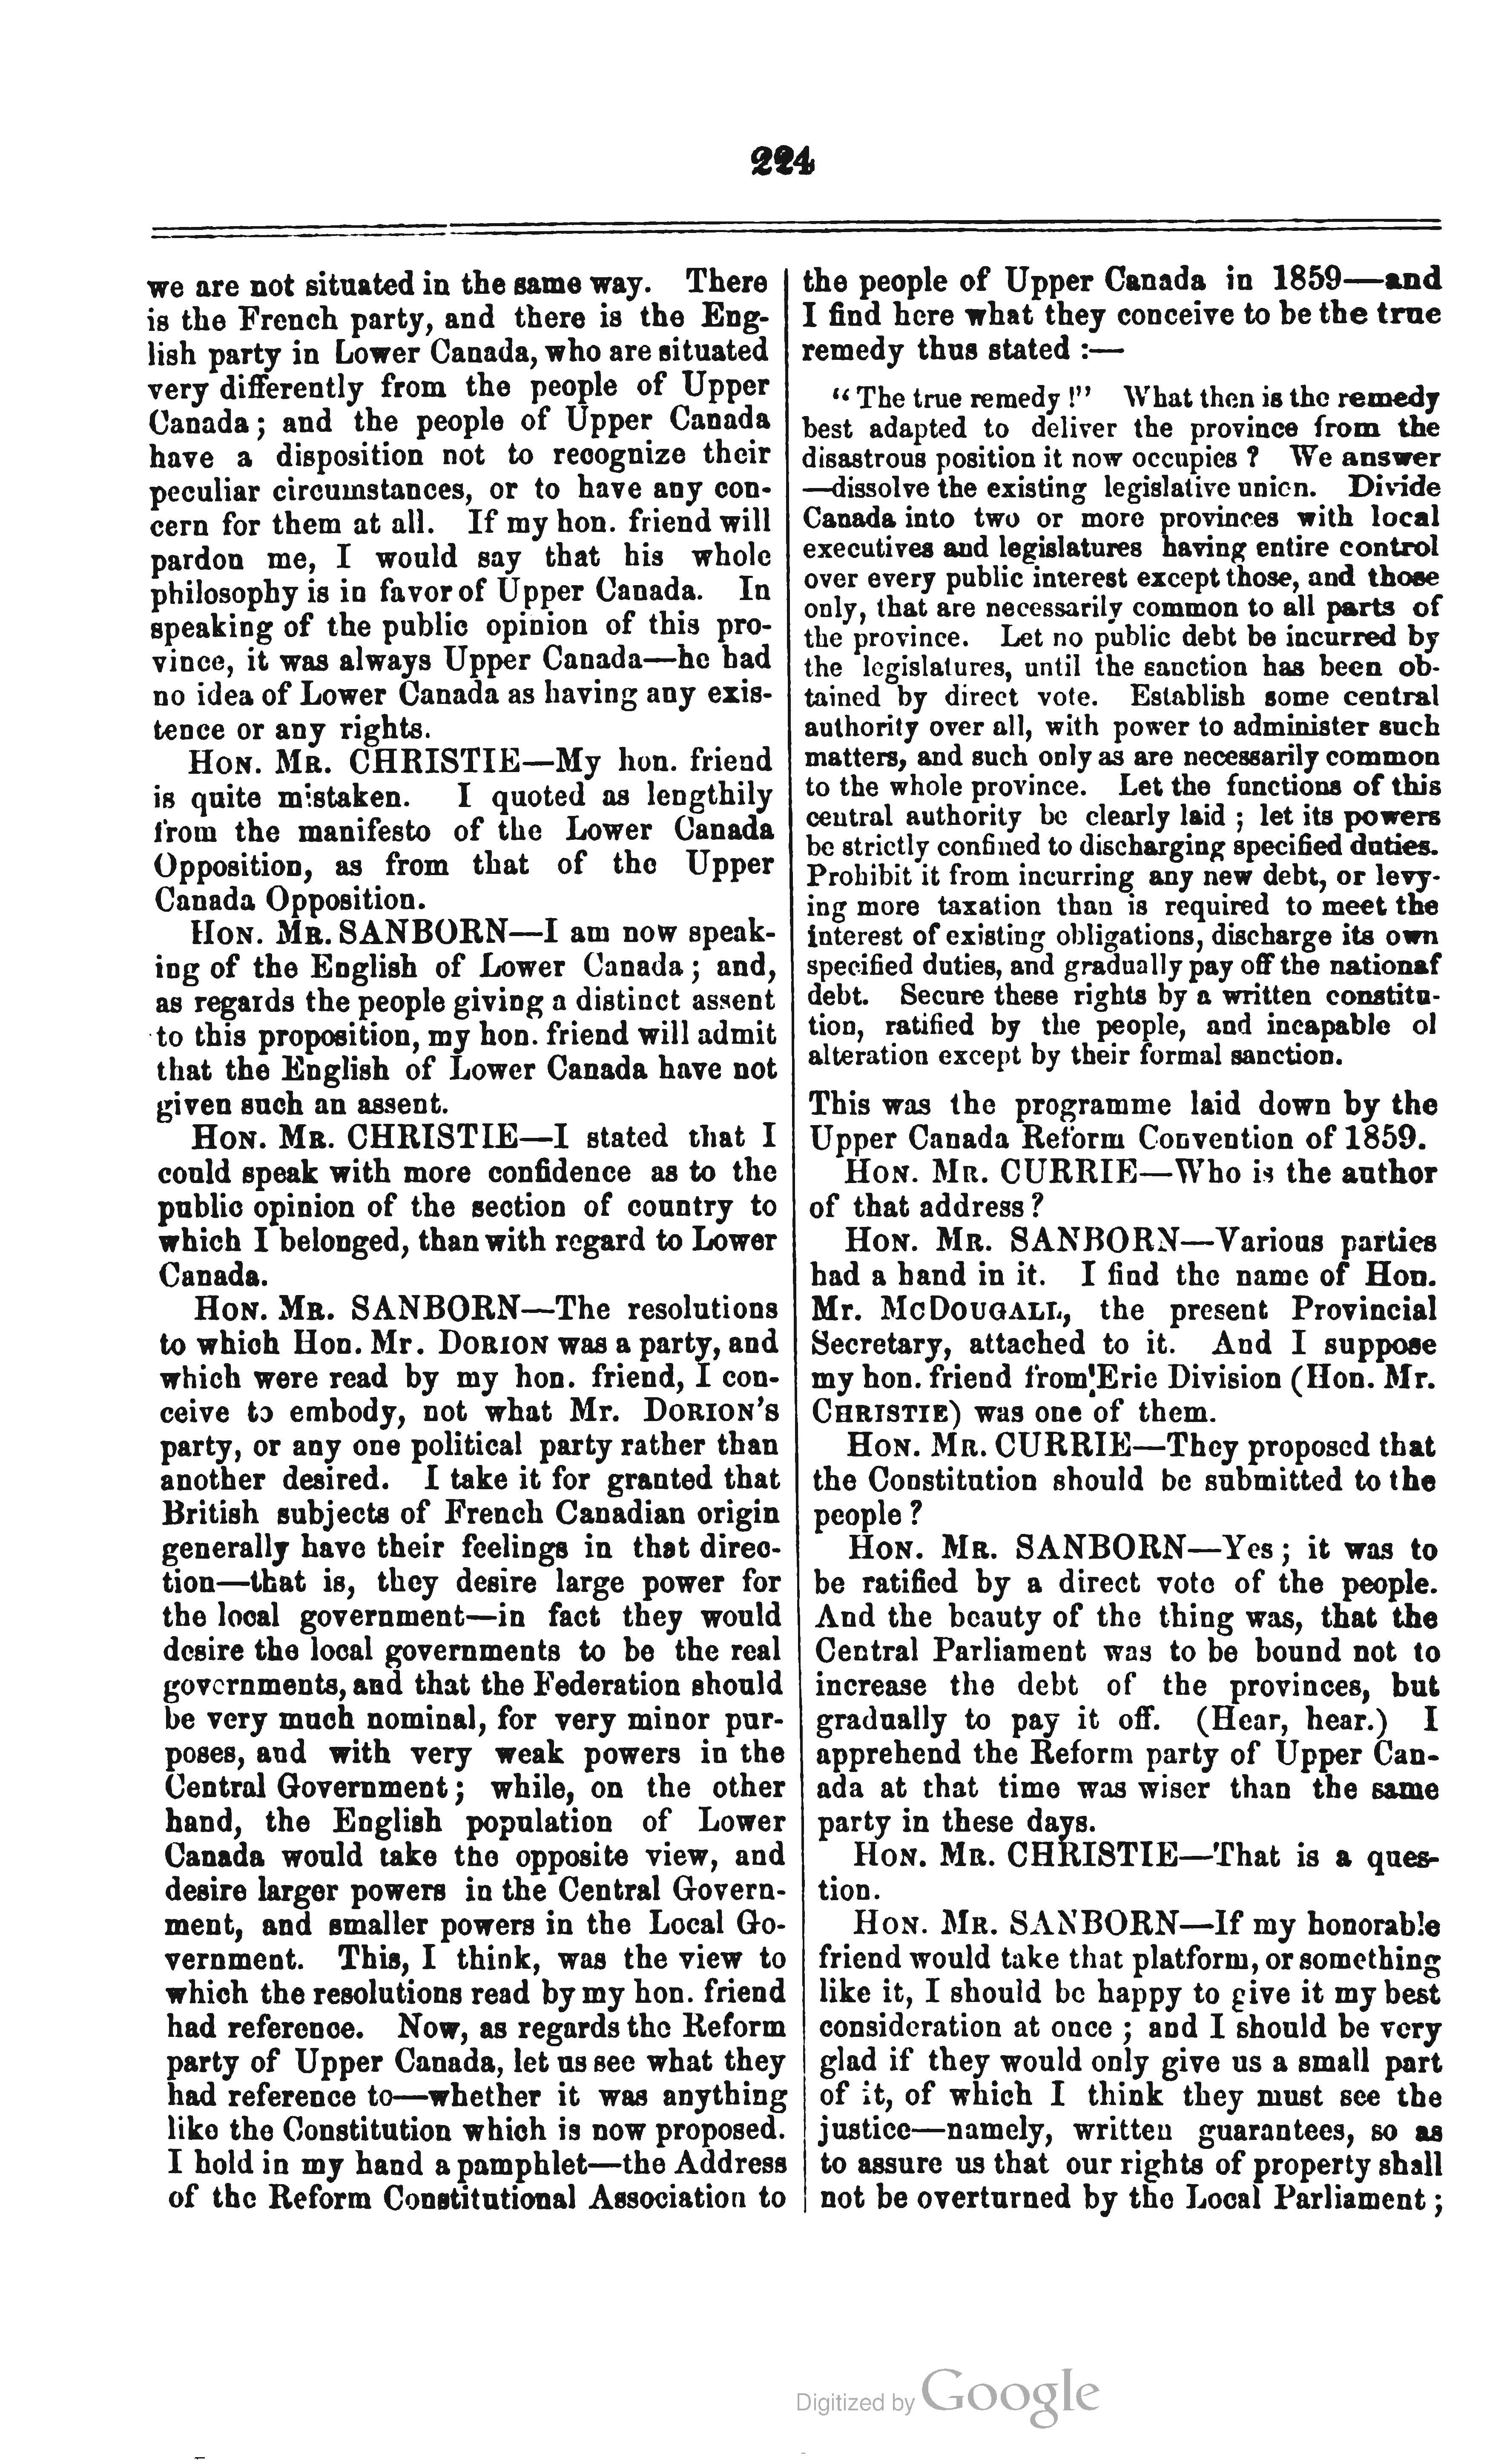 224
we are not situated in the same way. There
is the French party, and there is the Eng-
lish party in Lower Canada, who are situated
very differently from the people of Upper
Canada; and the people of Upper Canada
have a disposition not to recognize their
peculiar circumstances, or to have any con-
cern for them at all. If my hon. friend will
pardon me, I would say that his whole
philosophy is in favor of Upper Canada. In
speaking of the public opinion of this pro-
vince, it was always Upper Canada—he had
no idea of Lower Canada as having any exis-
tence or any rights.
HON. MR. CHRISTIE—My hon. friend
is quite mistaken. I quoted as lengthily
from the manifesto of the Lower Canada
Opposition, as from that of the Upper
Canada Opposition.
HON. MR. SANBORN—I am now speak-
ing of the English of Lower Canada; and,
as regards the people giving a distinct assent
to this proposition, my hon. friend will admit
that the English of Lower Canada have not
given such an assent.
HON. MR. CHRISTIE—I stated that I
could speak with more confidence as to the
public opinion of the section of country to
which I belonged, than with regard to Lower
Canada.
HON. MR. SANBORN—The resolutions
to which Hon. Mr. DORION was a party, and
which were read by my hon. friend, I con-
ceive to embody, not what Mr. DORION'S
party, or any one political party rather than
another desired. I take it for granted that
British subjects of French Canadian origin
generally have their feelings in that direc-
tion—that is, they desire large power for
the local government—in fact they would
desire the local governments to be the real
governments, and that the Federation should
be very much nominal, for very minor pur-
poses, and with very weak powers in the
Central Government; while, on the other
hand, the English population of Lower
Canada would take the opposite view, and
desire larger powers in the Central Govern-
ment, and smaller powers in the Local Go-
vernment. This, I think, was the view to
which the resolutions read by my hon. friend
had reference. Now, as regards the Reform
party of Upper Canada, let us see what they
had reference to—whether it was anything
like the Constitution which is now proposed.
I hold in my hand a pamphlet—the Address
of the Reform Constitutional Association to
the people of Upper Canada in 1859—and
I find here what they conceive to be the true
remedy thus stated :—
"The true remedy !" What then is the remedy
best adapted to deliver the province from the
disastrous position it now occupies ? We answer
—dissolve the existing legislative union. Divide
Canada into two or more provinces with local
executives and legislatures having entire control
over every public interest except those, and those
only, that are necessarily common to all parts of
the province. Let no public debt be incurred by
the legislatures, until the sanction has been ob-
tained by direct vote. Establish some central
authority over all, with power to administer such
matters, and such only as are necessarily common
to the whole province. Let the functions of this
central authority be clearly laid ; let its powers
be strictly confined to discharging specified duties.
Prohibit it from incurring any new debt, or levy-
ing more taxation than is required to meet the
interest of existing obligations, discharge its own
specified duties, and gradually pay off the national
debt. Secure these rights by a written constitu-
tion, ratified by the people, and incapable of
alteration except by their formal sanction.
This was the programme laid down by the
Upper Canada Reform Convention of 1859.
HON. MR. CURRIE—Who is the author
of that address?
HON. MR. SANBORN—Various parties
had a hand in it. I find the name of Hon.
Mr. McDOUGALL, the present Provincial
Secretary, attached to it. And I suppose
my hon. friend from Erie Division (Hon. Mr.
CHRISTIE) was one of them.
HON. MR. CURRIE—They proposed that
the Constitution should be submitted to the
people?
HON. MR. SANBORN—Yes; it was to
be ratified by a direct vote of the people.
And the beauty of the thing was, that the
Central Parliament was to be bound not to
increase the debt of the provinces, but
gradually to pay it off. (Hear, hear.) I
apprehend the Reform party of Upper Can-
ada at that time was wiser than the same
party in these days.
HON. MR. CHRISTIE—That is a ques-
tion.
HON. MR. SANBORN—If my honorable
friend would take that platform, or something
like it, I should be happy to give it my best
consideration at once ; and I should be very
glad if they would only give us a small part
of it, of which I think they must see the
justice—namely, written guarantees, so as
to assure us that our rights of property shall
not be overturned by the Local Parliament;
Digitized by Google